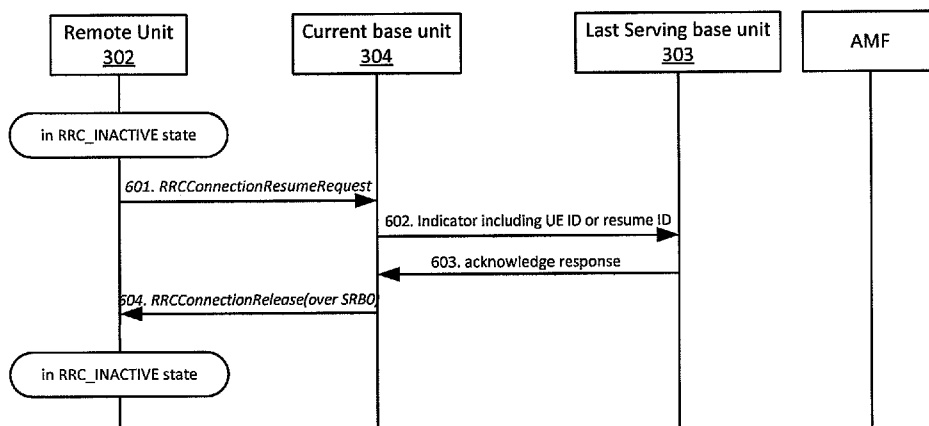 Remote Unit
302
Current base unit
304
Last Serving base unit
303
AMF
in RRC_INACTIVE state
601. RRCConnectionResumeRequest
602. Indicator including UE ID or resume ID
603. acknowledge response
604. RRCConnectionRelease(over SRB0)
in RRC_INACTIVE state